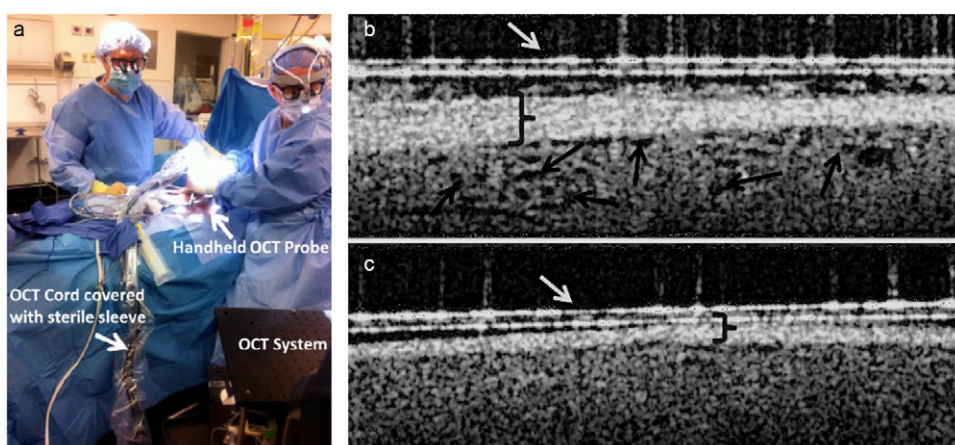 a
Handheld OCT Probe
OCT Cord covered
with sterile sleeve
OCT System
b
c